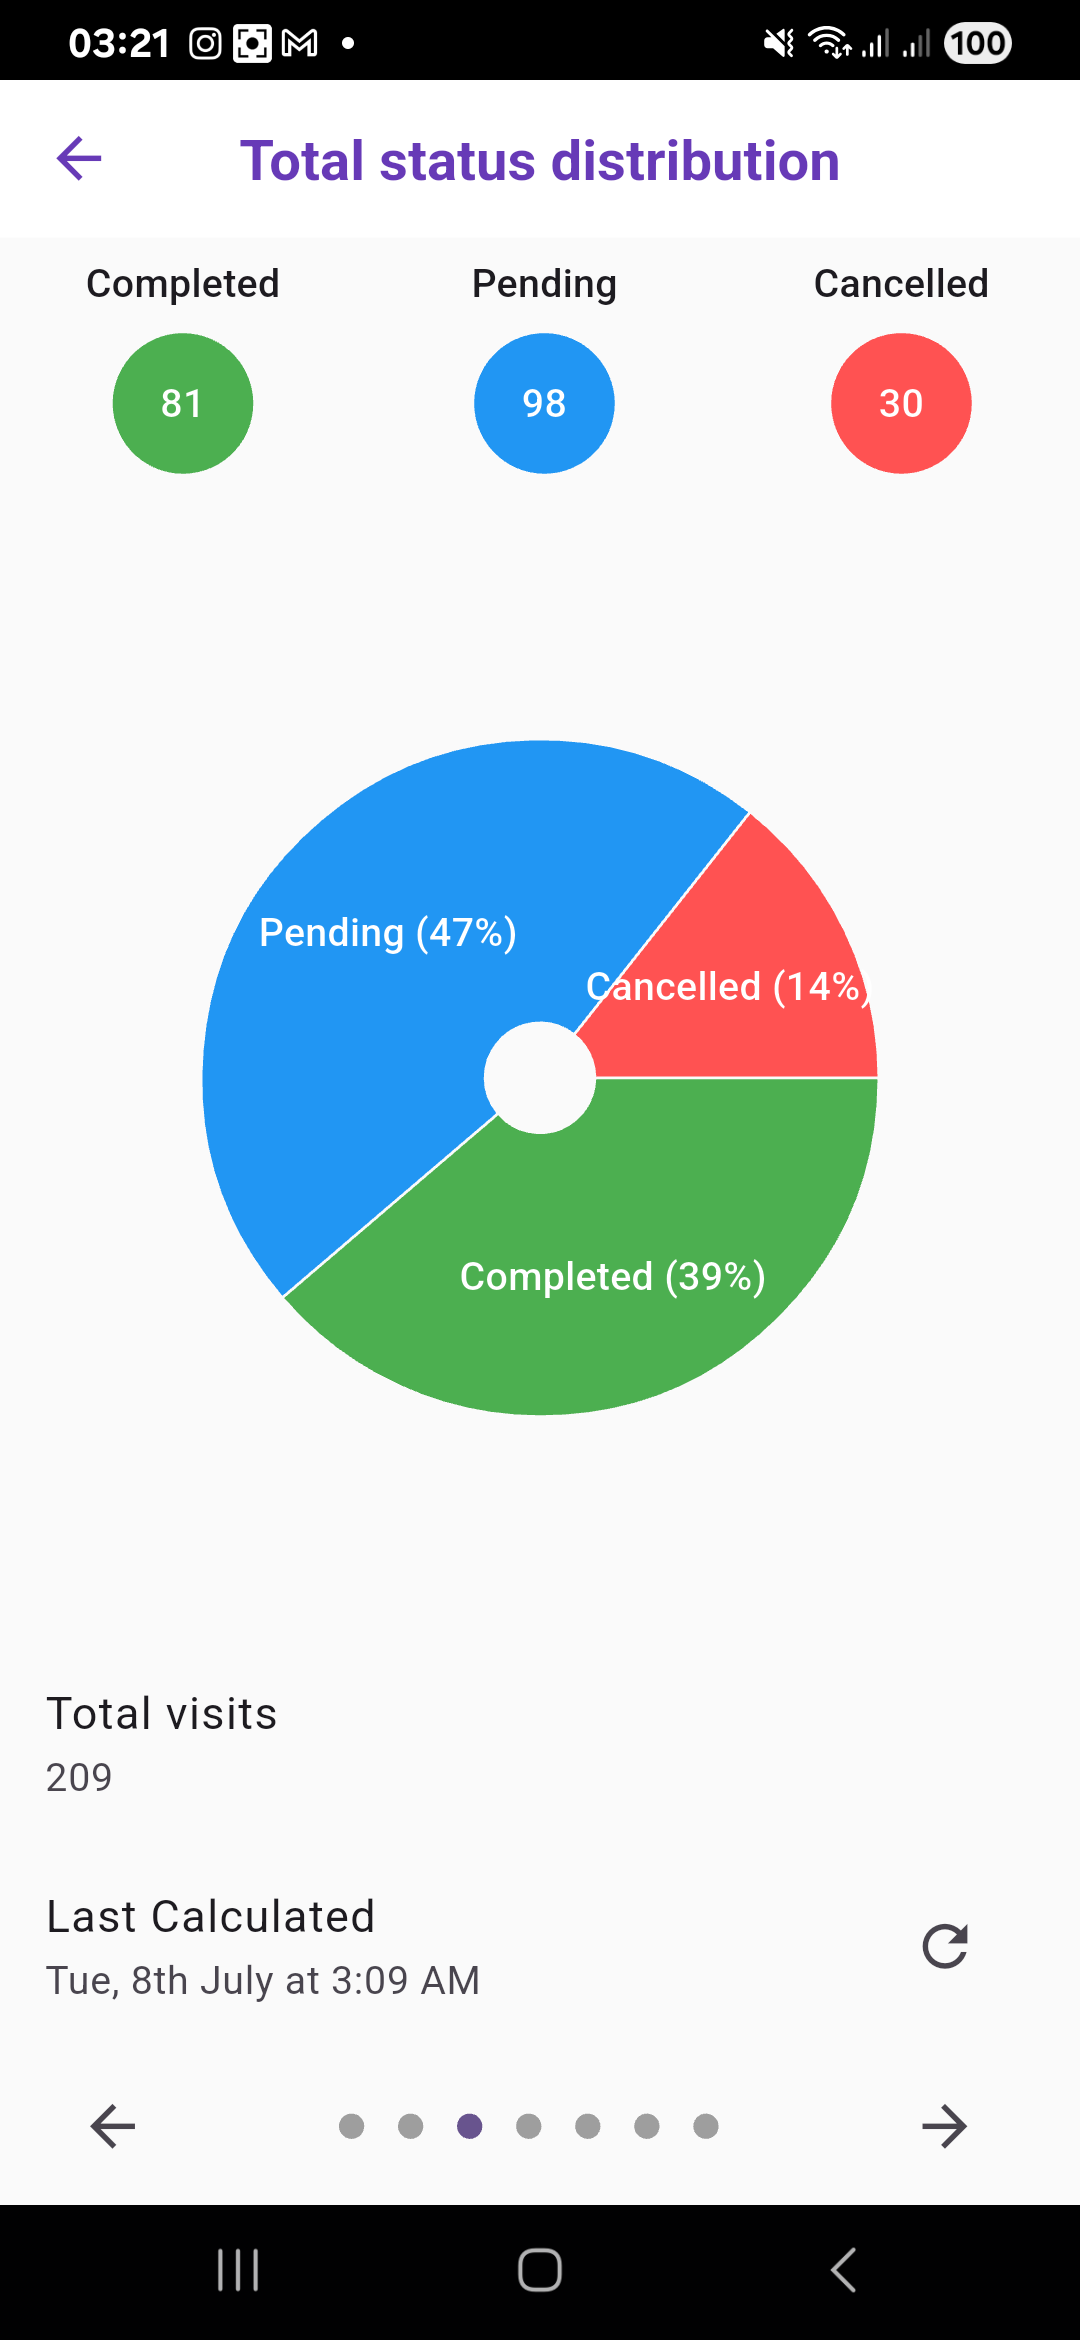 03:21
100
Total status distribution
Completed
Pending
Cancelled
81
98
30
Pending (47%)
Cancelled (14%)
Completed (39%)
Total visits
209
Last Calculated
Tue, 8th July at 3:09 AM